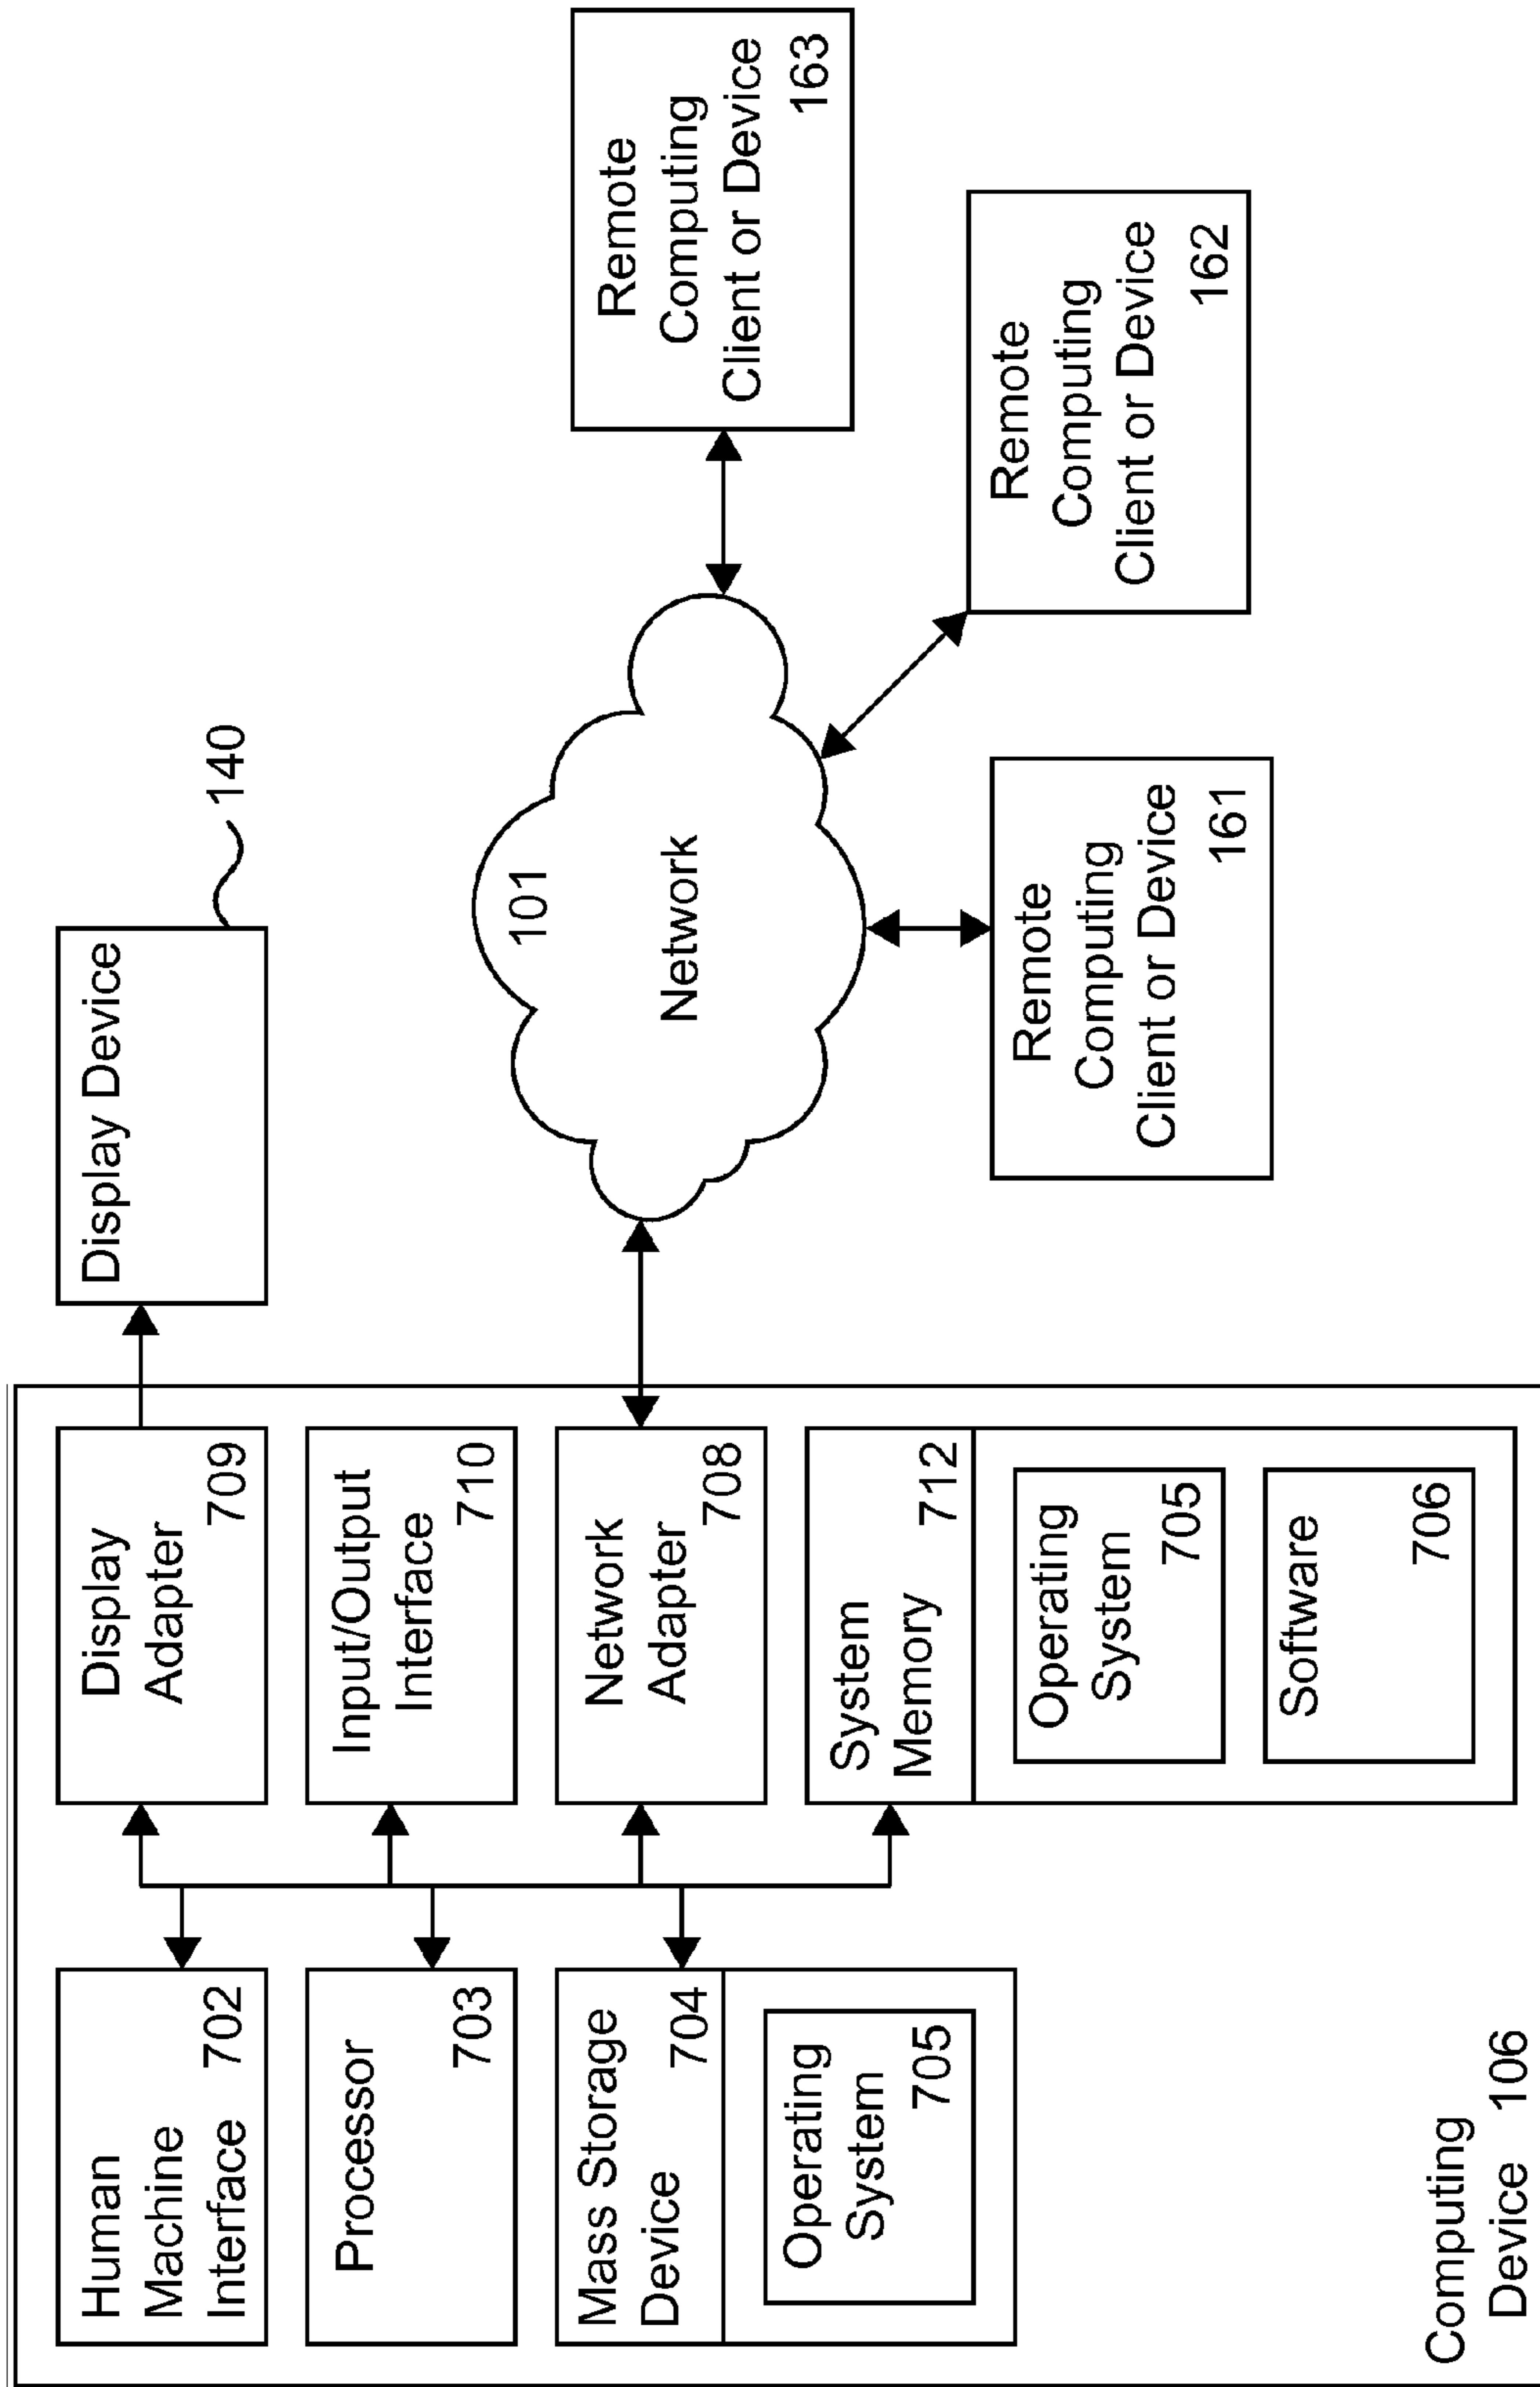 Human
Machine
Interface 702
Processor
703
Mass Storage
Device 704
Operating
System
705
Computing
Device 106
Display
Adapter
709
Input/Output
Interface
710
Network
Adapter
708
System
Memory 712
Operating
System
705
Software
706
Display Device
140
101
Network
Remote
Computing
Client or Device
161
Remote
Computing
Client or Device
162
Remote
Computing
Client or Device
163